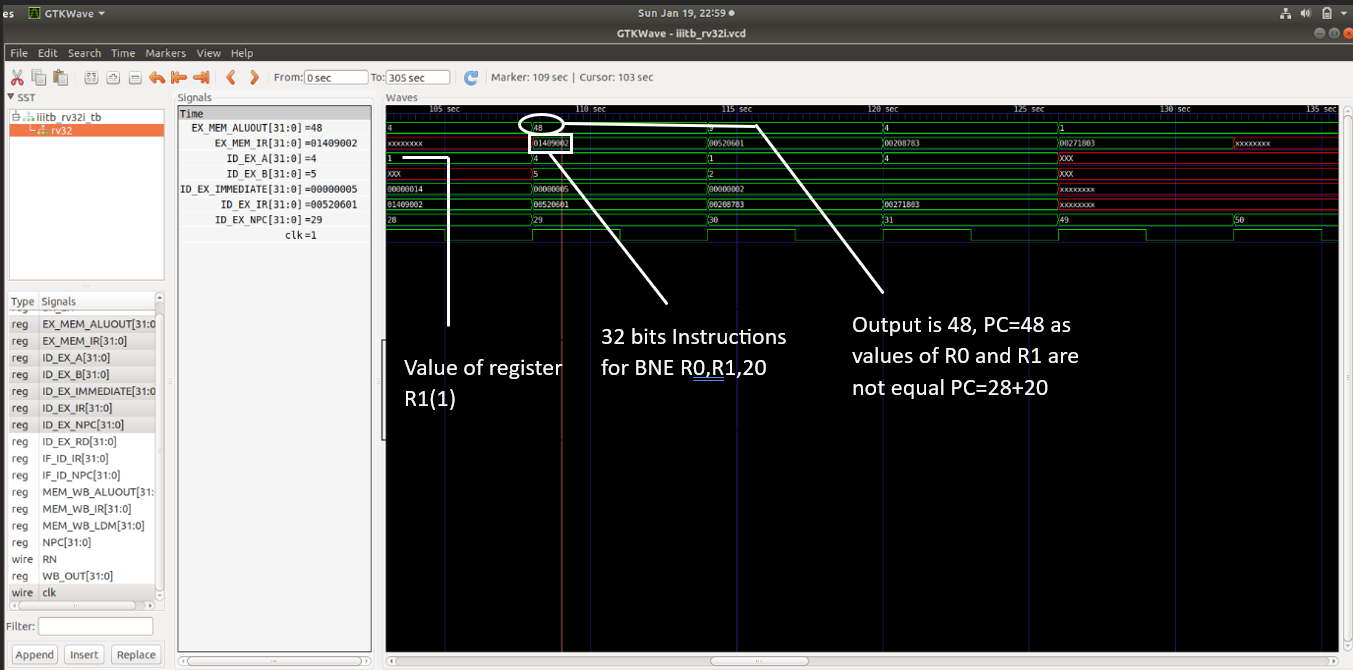 es GTKWave Sun Jan 19, 22:59
GTKWave - iiitb_rv32i.vcd
File Edit Search Time Markers View Help
From: 0 sec To: 305 sec Marker: 109 sec | Cursor: 103 sec
SST
iiitb_rv32i_tb
rv32
Type Signals
reg EX_MEM_ALUOUT[31:0
reg EX_MEM_IR[31:0]
reg ID_EX_A[31:0]
reg ID_EX_B[31:0]
reg ID_EX_IMMEDIATE[31:0
reg ID_EX_IR[31:0]
reg ID_EX_NPC[31:0]
reg ID_EX_RD[31:0]
reg IF_ID_IR[31:0]
reg IF_ID_NPC[31:0]
reg MEM_WB_ALUOUT[31:
reg MEM_WB_IR[31:0]
reg MEM_WB_LDM[31:0]
reg NPC[31:0]
wire RN
reg WB_OUT[31:0]
wire clk
Filter:
Append Insert Replace
Signals
Time
EX_MEM_ALUOUT[31:0] =48
EX_MEM_IR[31:0] =01409002
ID_EX_A[31:0] =4
ID_EX_B[31:0] =5
ID_EX_IMMEDIATE[31:0] =00000005
ID_EX_IR[31:0] =00520601
ID_EX_NPC[31:0] =29
clk =1
Waves
105 sec 110 sec 115 sec 120 sec 125 sec 130 sec 135 sec
4 48 9 4 1
xxxxxxxx 01409002 00520601 00208783 00271803 xxxxxxxx
1 4 1 4 XXX
XXX 5 2 XXX
00000014 00000005 00000002 xxxxxxxx
01409002 00520601 00208783 00271803 xxxxxxxx
28 29 30 31 49 50
Value of register
R1(1)
32 bits Instructions
for BNE R0,R1,20
Output is 48, PC=48 as
values of R0 and R1 are
not equal PC=28+20